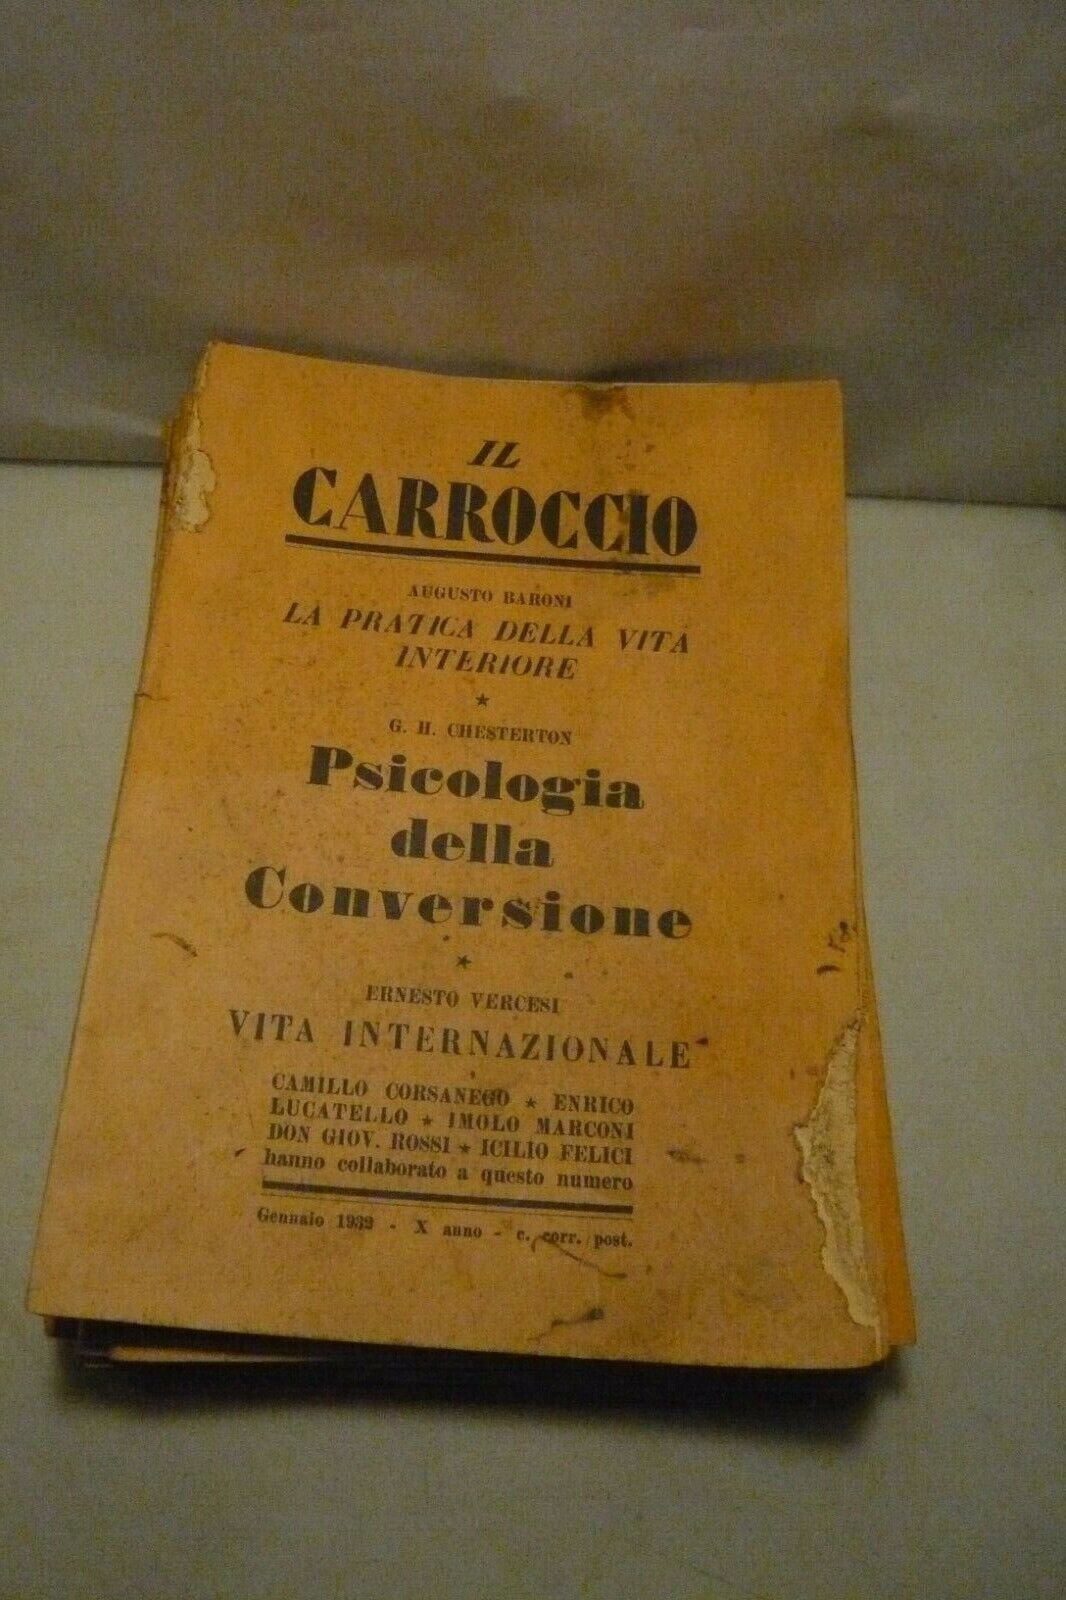 IL
CARROCCIO
AUGUSTO BARONI
LA PRATICA DELLA VITA
INTERIORE
★
G. H. CHESTERTON
Psicologia
della
Conversione
★
ERNESTO VERCESI
VITA INTERNAZIONALE
CAMILLO CORSANEGO ★ ENRICO
LUCATELLO ★ IMOLO MARCONI
DON GIOV. ROSSI ★ ICILIO FELICI
hanno collaborato a questo numero
Gennaio 1932 - X anno - c. corr. post.